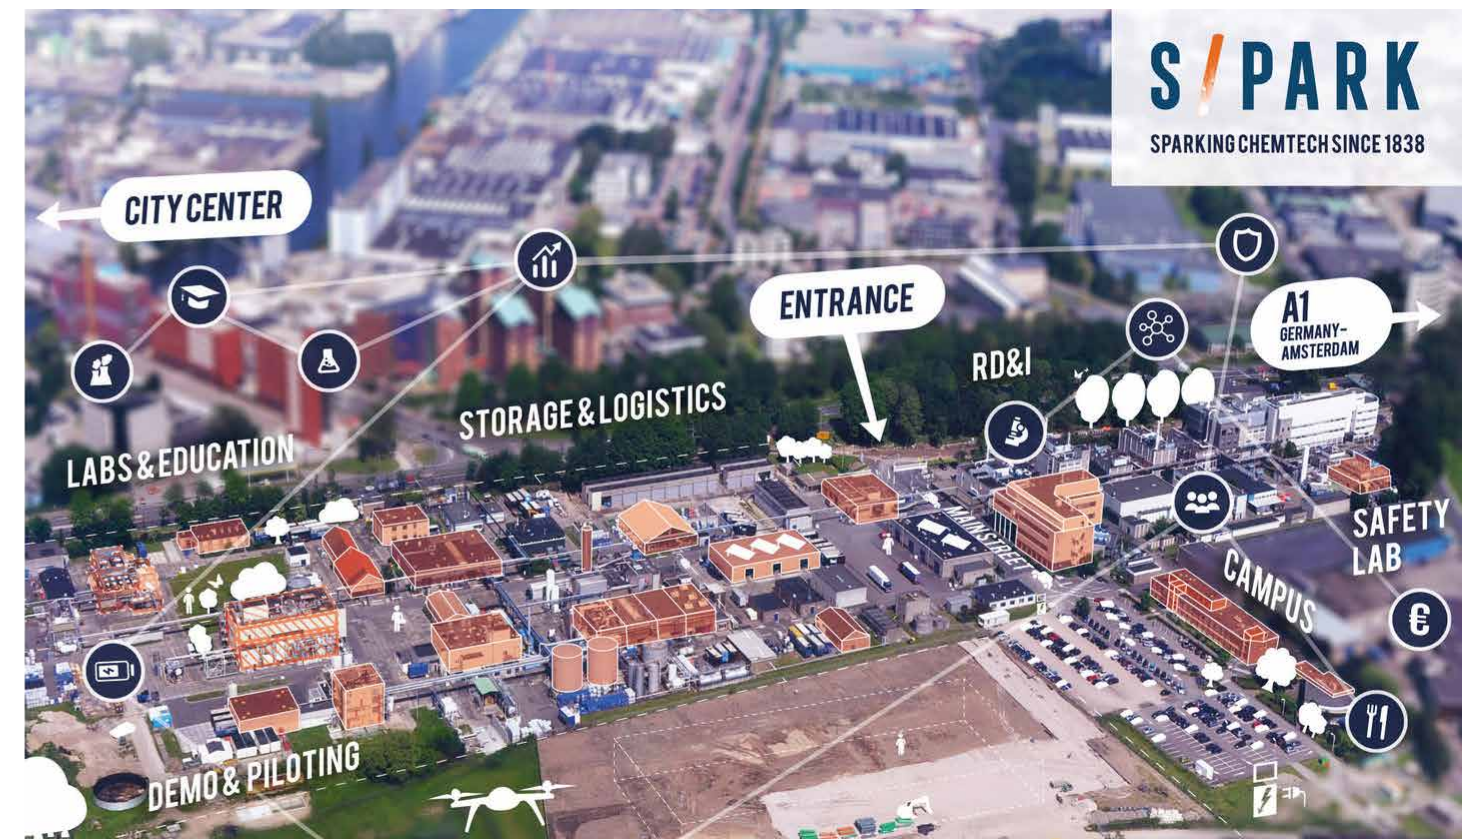 S/PARK
SPARKING CHEMTECH SINCE 1838
CITY CENTER
ENTRANCE
A1
GERMANY-
AMSTERDAM
RD&I
STORAGE & LOGISTICS
LABS & EDUCATION
MAINSTREET
SAFETY
LAB
CAMPUS
€
DEMO & PILOTING